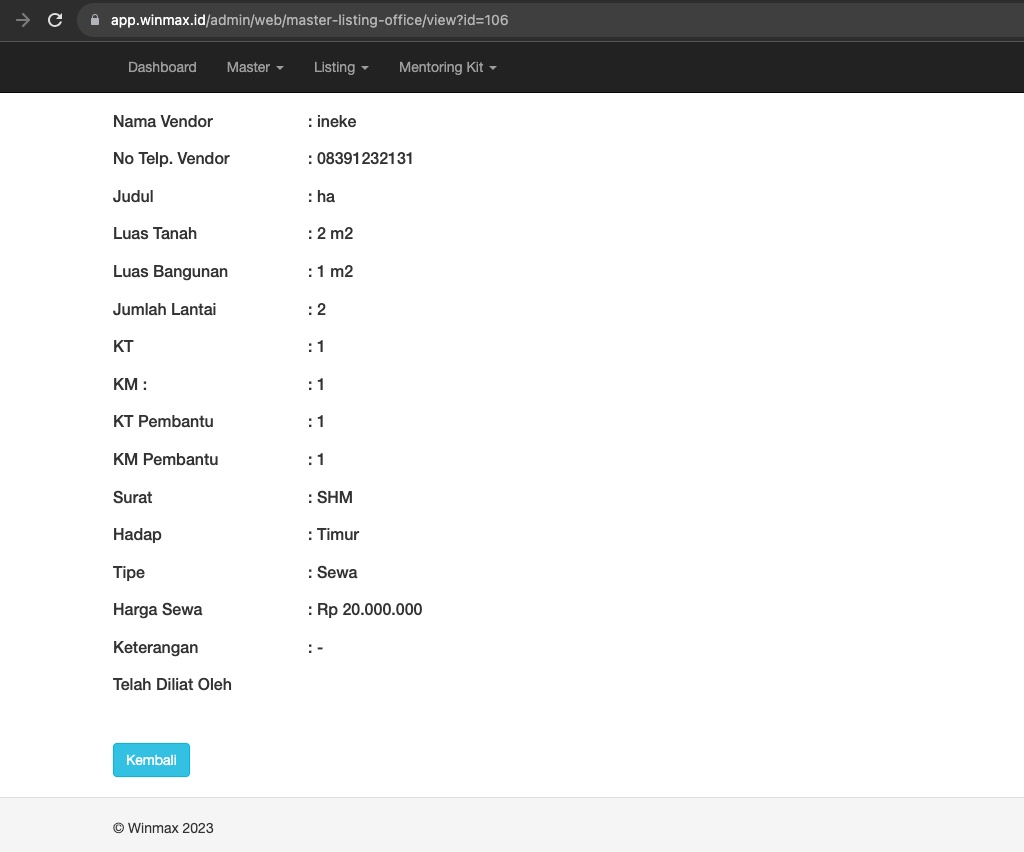 app.winmax.id/admin/web/master-listing-office/view?id=106
Dashboard Master Listing Mentoring Kit
Nama Vendor : ineke
No Telp. Vendor : 08391232131
Judul : ha
Luas Tanah : 2 m2
Luas Bangunan : 1 m2
Jumlah Lantai : 2
KT : 1
KM : : 1
KT Pembantu : 1
KM Pembantu : 1
Surat : SHM
Hadap : Timur
Tipe : Sewa
Harga Sewa : Rp 20.000.000
Keterangan : -
Telah Diliat Oleh
Kembali
© Winmax 2023